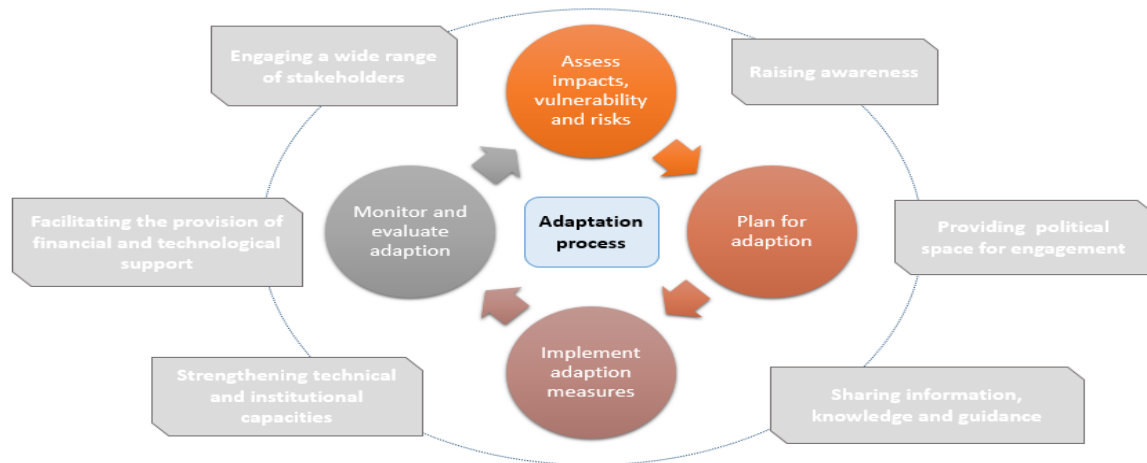 Engaging a wide range
of stakeholders
Assess
impacts,
vulnerability
and risks
Raising awareness
Facilitating the provision of
financial and technological
support
Monitor and
evaluate
adaption
Adaptation
process
Plan for
adaption
Providing political
space for engagement
Strengthening technical
and institutional
capacities
Implement
adaption
measures
Sharing information,
knowledge and guidance